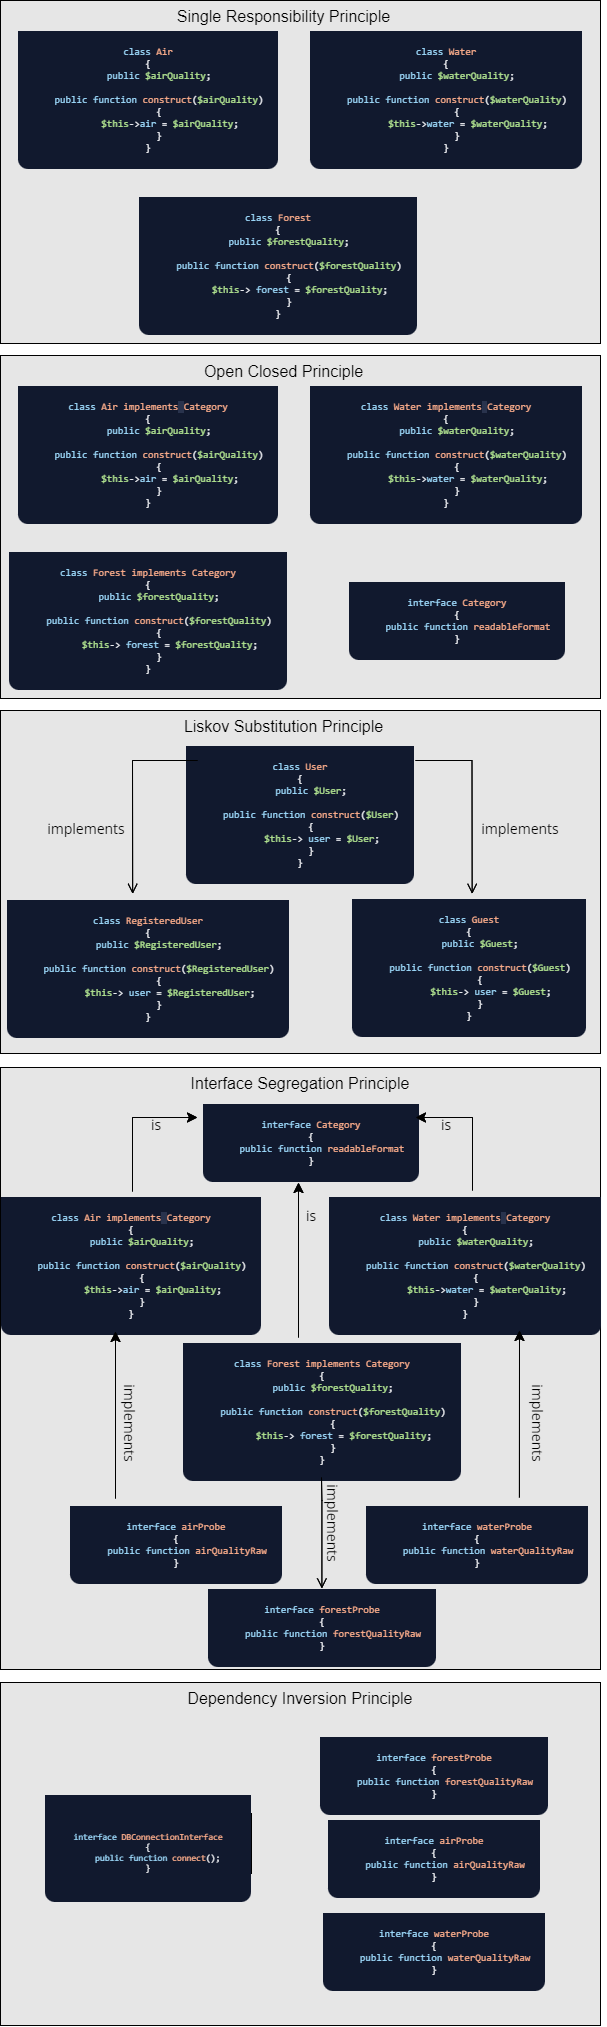 Single Responsibility Principle
class Air
{
public $airQuality;
public function construct($airQuality)
{
$this->air = $airQuality;
}
}
class Water
{
public $waterQuality;
public function construct($waterQuality)
{
$this->water = $waterQuality;
}
}
class Forest
{
public $forestQuality;
public function construct($forestQuality)
{
$this-> forest = $forestQuality;
}
}
Open Closed Principle
class Air implements Category
{
public $airQuality;
public function construct($airQuality)
{
$this->air = $airQuality;
}
}
class Water implements Category
{
public $waterQuality;
public function construct($waterQuality)
{
$this->water = $waterQuality;
}
}
class Forest implements Category
{
public $forestQuality;
public function construct($forestQuality)
{
$this-> forest = $forestQuality;
}
}
interface Category
{
public function readableFormat
}
Liskov Substitution Principle
class User
{
public $User;
public function construct($User)
{
$this-> user = $User;
}
}
implements
implements
class RegisteredUser
{
public $RegisteredUser;
public function construct($RegisteredUser)
{
$this-> user = $RegisteredUser;
}
}
class Guest
{
public $Guest;
public function construct($Guest)
{
$this-> user = $Guest;
}
}
Interface Segregation Principle
is
interface Category
{
public function readableFormat
}
is
is
class Air implements Category
{
public $airQuality;
public function construct($airQuality)
{
$this->air = $airQuality;
}
}
class Water implements Category
{
public $waterQuality;
public function construct($waterQuality)
{
$this->water = $waterQuality;
}
}
class Forest implements Category
{
public $forestQuality;
public function construct($forestQuality)
{
$this-> forest = $forestQuality;
}
}
implements
implements
implements
interface airProbe
{
public function airQualityRaw
}
interface waterProbe
{
public function waterQualityRaw
}
interface forestProbe
{
public function forestQualityRaw
}
Dependency Inversion Principle
interface DBConnectionInterface
{
public function connect();
}
interface forestProbe
{
public function forestQualityRaw
}
interface airProbe
{
public function airQualityRaw
}
interface waterProbe
{
public function waterQualityRaw
}